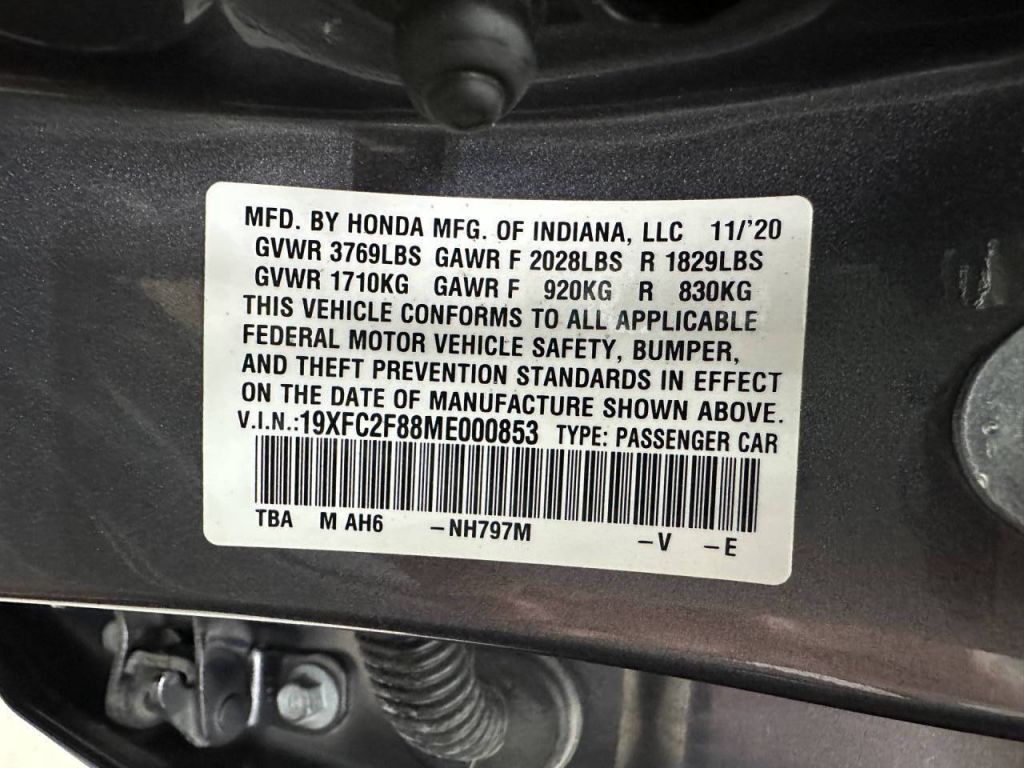 MFD. BY HONDA MFG. OF INDIANA, LLC 11/'20
GVWR 3769LBS GAWR F 2028LBS R 1829LBS
GVWR 1710KG GAWR F 920KG R 830KG
THIS VEHICLE CONFORMS TO ALL APPLICABLE
FEDERAL MOTOR VEHICLE SAFETY, BUMPER,
AND THEFT PREVENTION STANDARDS IN EFFECT
ON THE DATE OF MANUFACTURE SHOWN ABOVE.
V.I.N.:19XFC2F88ME000853 TYPE: PASSENGER CAR
TBA M AH6 –NH797M –V –E